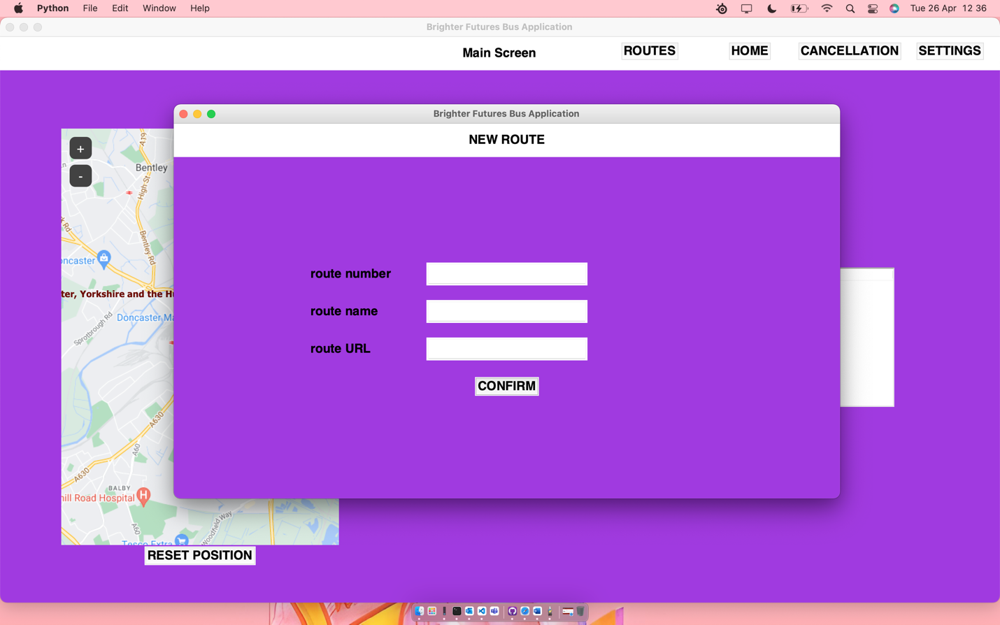 Python File Edit Window Help Tue 26 Apr 12 36
Brighter Futures Bus Application
Main Screen ROUTES HOME CANCELLATION SETTINGS
Brighter Futures Bus Application
NEW ROUTE
+
-
A19
Bentley
High St
Bentley Rd
k Rd
oncaster
ter, Yorkshire and the Hu
Doncaster Ma
Sprotbrough Rd
A630
A60
A630
BALBY
hill Road Hospital
H
A60
Woodfield Way
Tesco Extra
route number
route name
route URL
CONFIRM
RESET POSITION